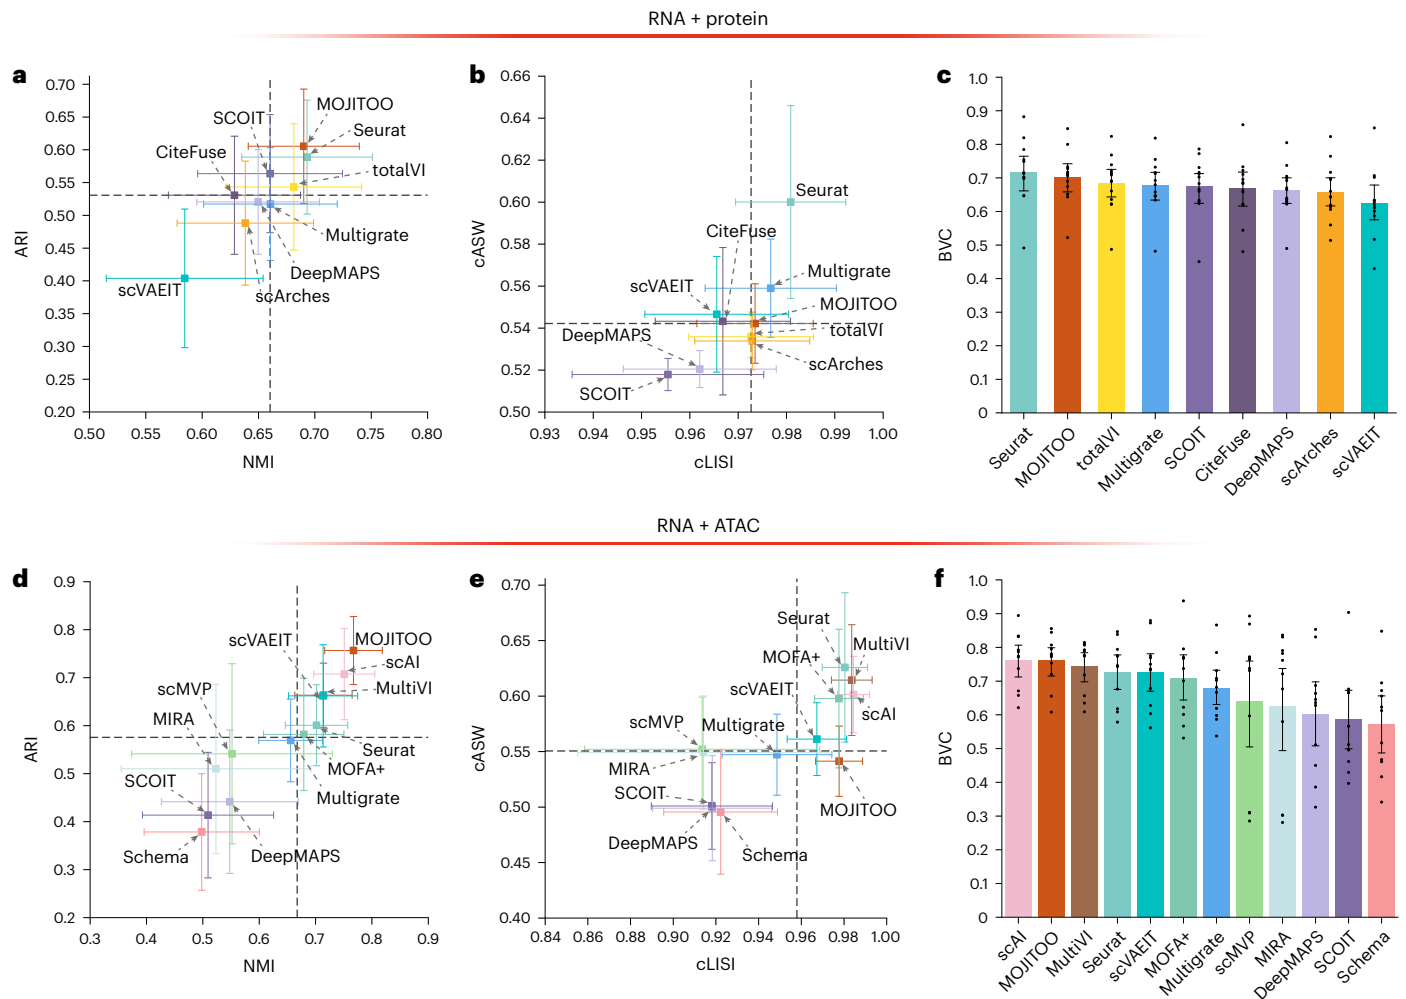 RNA + protein
a
ARI
0.70
0.65
0.60
0.55
0.50
0.45
0.40
0.35
0.30
0.25
0.20
0.50
0.55
0.60
0.65
0.70
0.75
0.80
NMI
MOJITOO
SCOIT
Seurat
CiteFuse
totalVI
Multigrate
DeepMAPS
scVAEIT
scArches
b
cASW
0.66
0.64
0.62
0.60
0.58
0.56
0.54
0.52
0.50
0.93
0.94
0.95
0.96
0.97
0.98
0.99
1.00
cLISI
Seurat
CiteFuse
Multigrate
scVAEIT
MOJITOO
totalVI
DeepMAPS
scArches
SCOIT
c
BVC
1.0
0.9
0.8
0.7
0.6
0.5
0.4
0.3
0.2
0.1
0
Seurat
MOJITOO
totalVI
Multigrate
SCOIT
CiteFuse
DeepMAPS
scArches
scVAEIT
RNA + ATAC
d
ARI
0.9
0.8
0.7
0.6
0.5
0.4
0.3
0.2
0.3
0.4
0.5
0.6
0.7
0.8
0.9
NMI
scVAEIT
MOJITOO
scAI
scMVP
MultiVI
MIRA
Seurat
MOFA+
SCOIT
Multigrate
Schema
DeepMAPS
e
cASW
0.70
0.65
0.60
0.55
0.50
0.45
0.40
0.84
0.86
0.88
0.90
0.92
0.94
0.96
0.98
1.00
cLISI
Seurat
MultiVI
MOFA+
scVAEIT
scAI
scMVP
Multigrate
MIRA
SCOIT
MOJITOO
DeepMAPS
Schema
f
BVC
1.0
0.9
0.8
0.7
0.6
0.5
0.4
0.3
0.2
0.1
0
scAI
MOJITOO
MultiVI
Seurat
scVAEIT
MOFA+
Multigrate
scMVP
MIRA
DeepMAPS
SCOIT
Schema